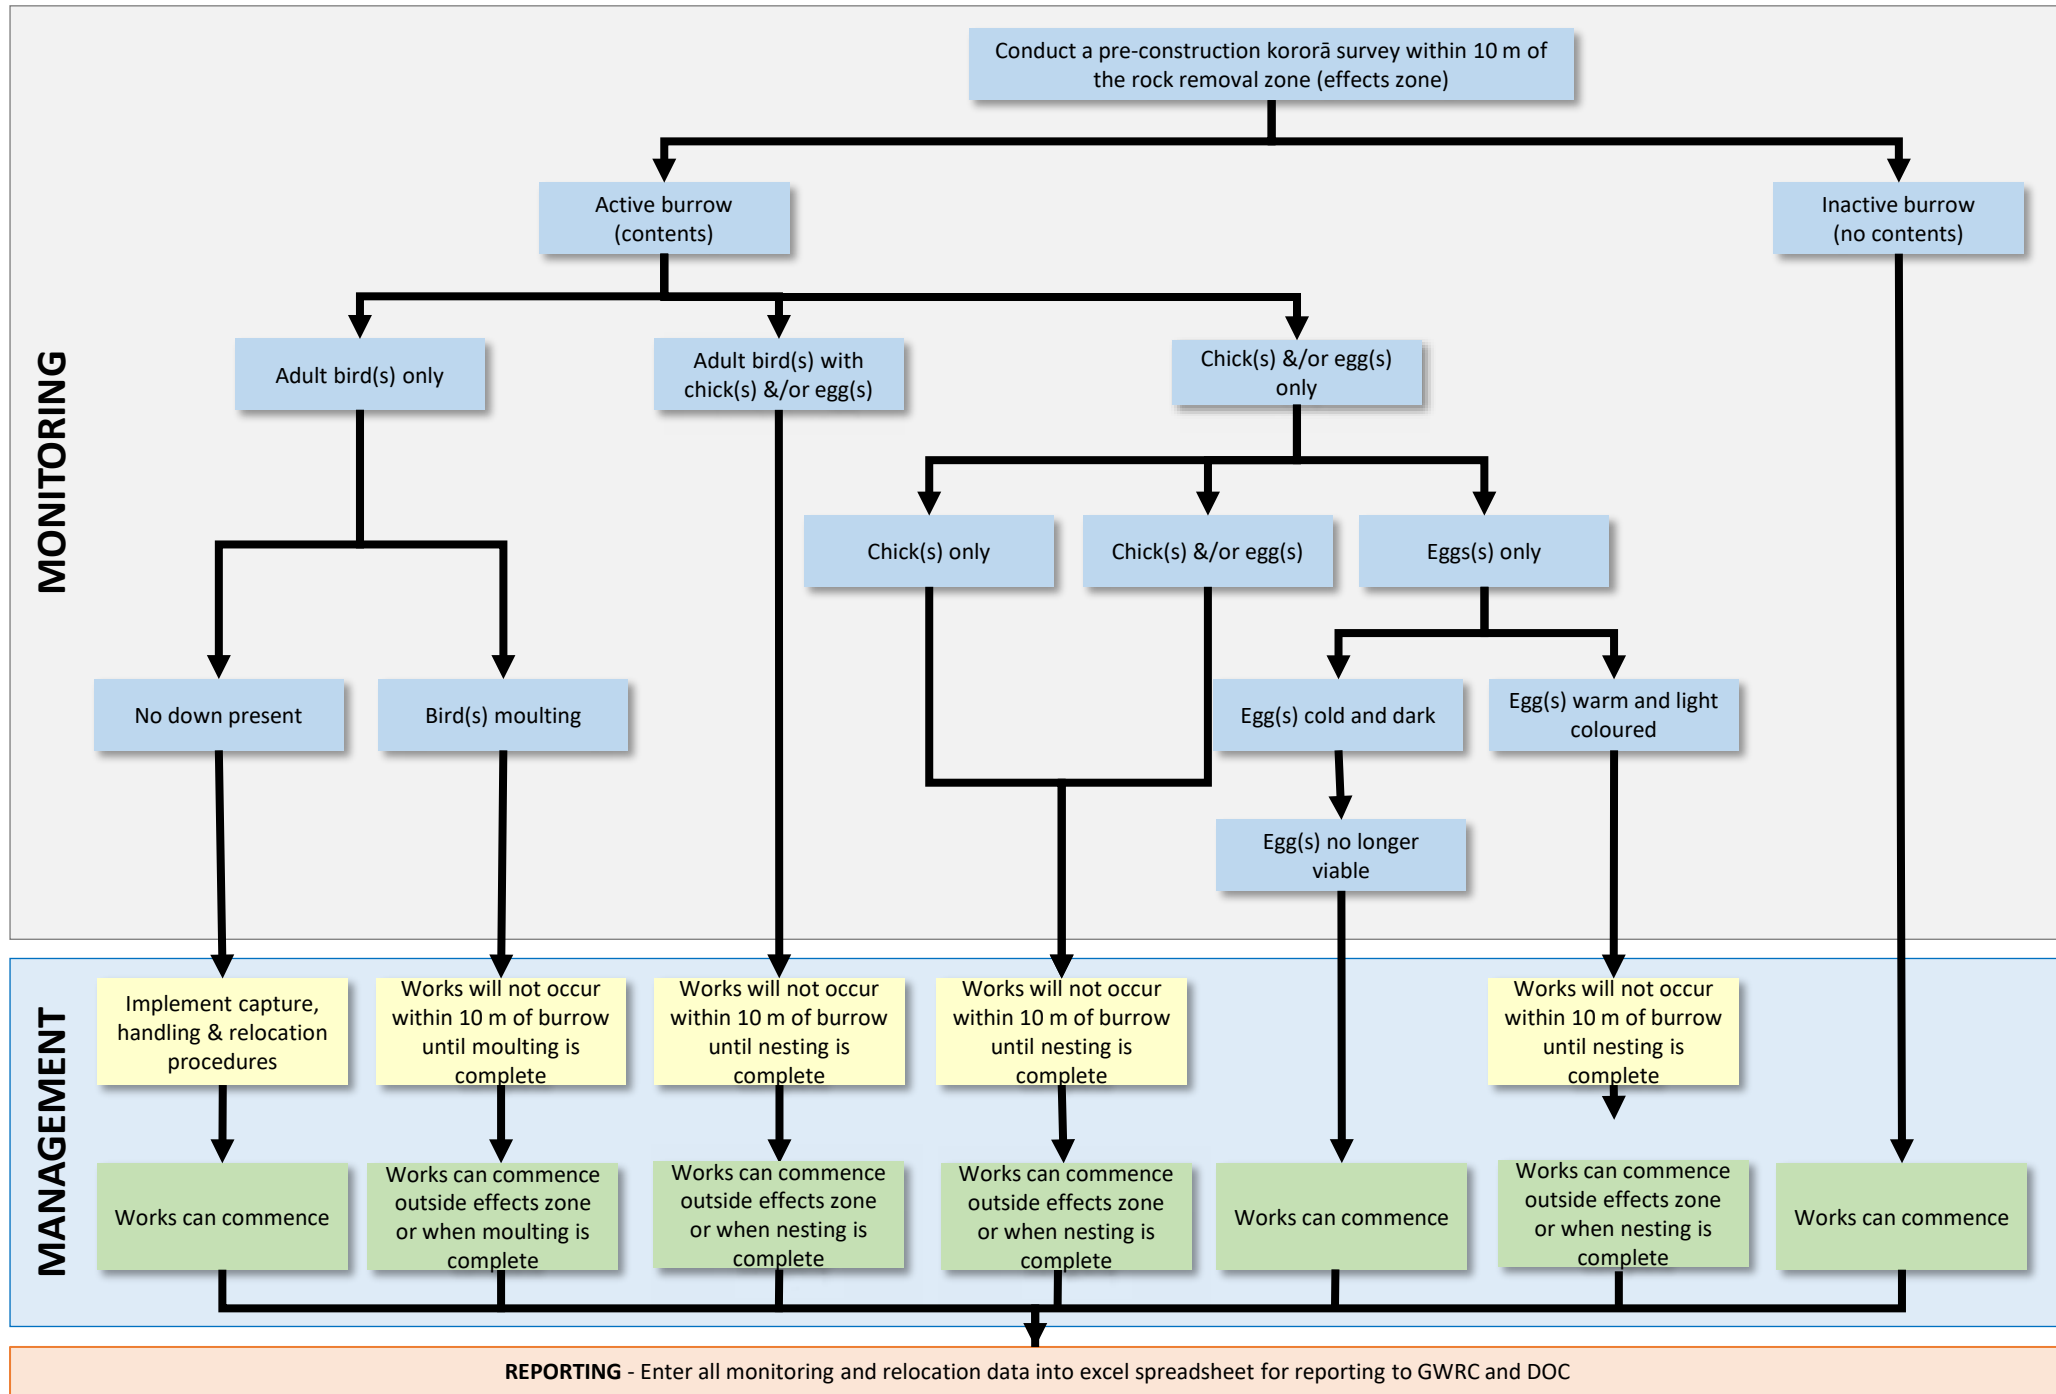 Conduct a pre-construction kororā survey within 10 m of
the rock removal zone (effects zone)
Active burrow
(contents)
Inactive burrow
(no contents)
MONITORING
Adult bird(s) only
Adult bird(s) with
chick(s) &/or egg(s)
Chick(s) &/or egg(s)
only
Chick(s) only
Chick(s) &/or egg(s)
Eggs(s) only
No down present
Bird(s) moulting
Egg(s) cold and dark
Egg(s) warm and light
coloured
Egg(s) no longer
viable
MANAGEMENT
Implement capture,
handling & relocation
procedures
Works will not occur
within 10 m of burrow
until moulting is
complete
Works will not occur
within 10 m of burrow
until nesting is
complete
Works will not occur
within 10 m of burrow
until nesting is
complete
Works will not occur
within 10 m of burrow
until nesting is
complete
Works can commence
Works can commence
outside effects zone
or when moulting is
complete
Works can commence
outside effects zone
or when nesting is
complete
Works can commence
outside effects zone
or when nesting is
complete
Works can commence
Works can commence
outside effects zone
or when nesting is
complete
Works can commence
REPORTING - Enter all monitoring and relocation data into excel spreadsheet for reporting to GWRC and DOC